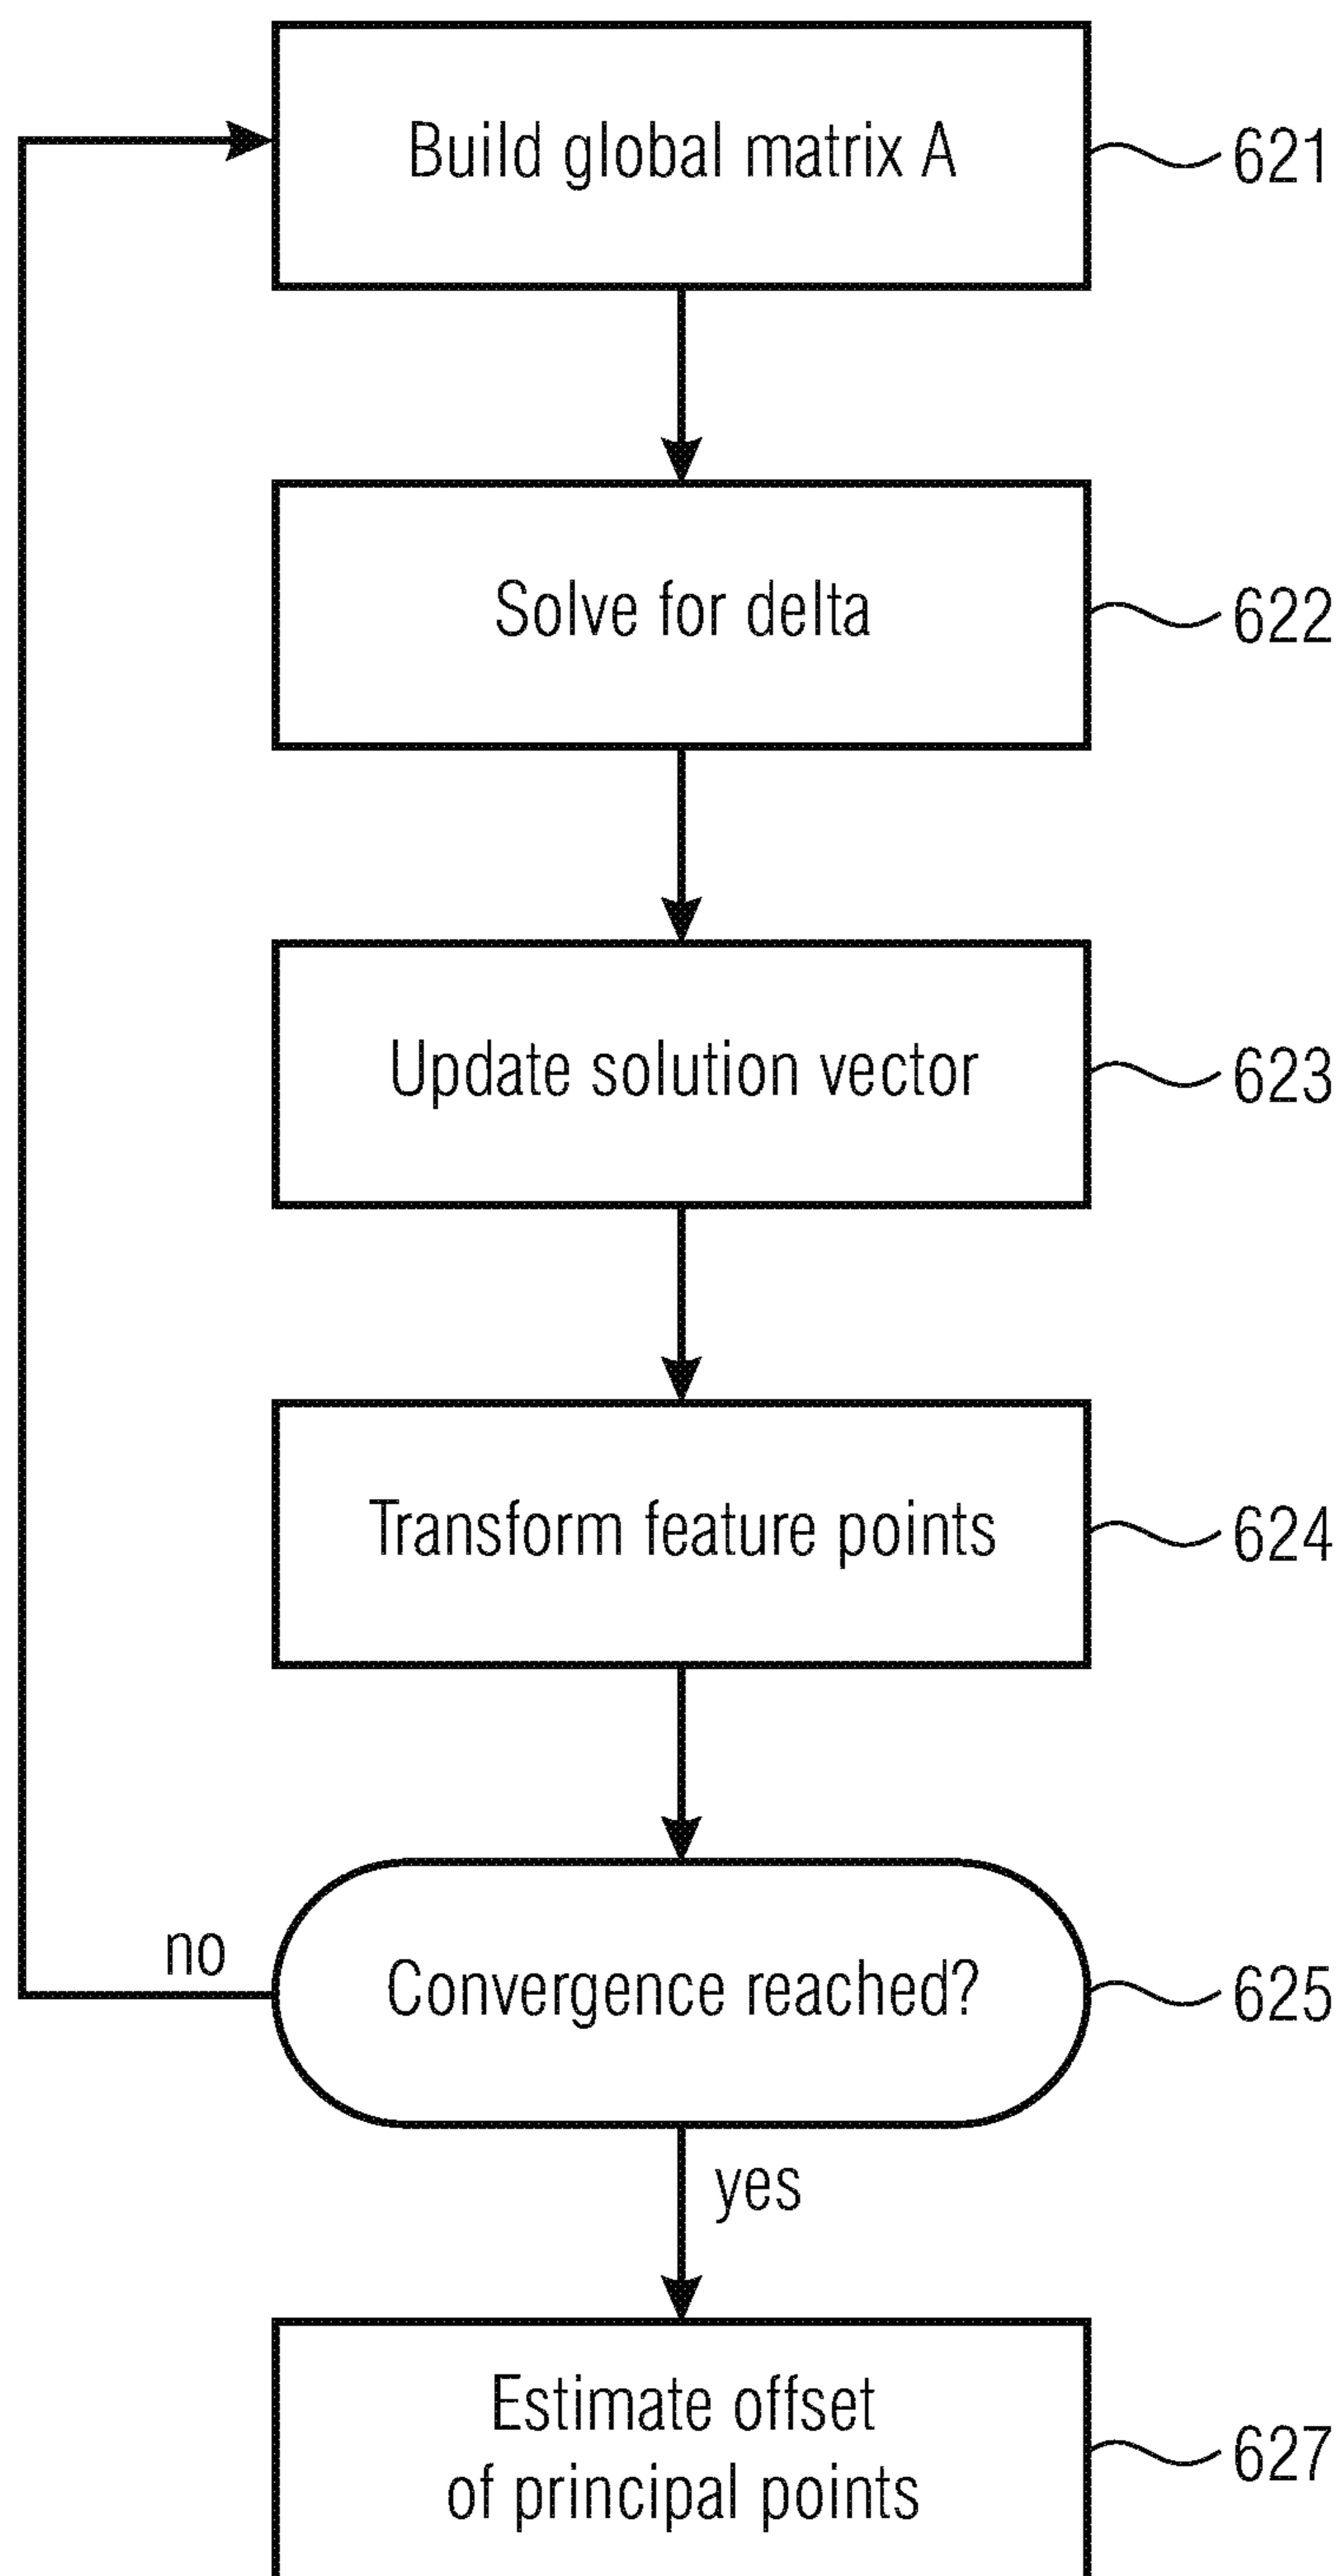 Build global matrix A
621
Solve for delta
622
Update solution vector
623
Transform feature points
624
no
Convergence reached?
625
yes
Estimate offset
of principal points
627